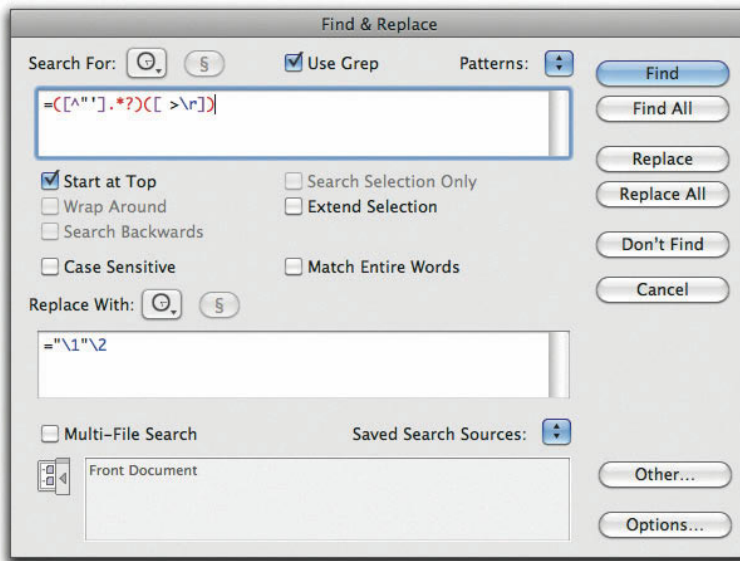 Find & Replace
Search For: § Use Grep Patterns:
=([^"'].*?)([ >\r])
Start at Top Search Selection Only
Wrap Around Extend Selection
Search Backwards
Case Sensitive Match Entire Words
Replace With: §
="\1"\2
Multi-File Search Saved Search Sources:
Front Document
Find
Find All
Replace
Replace All
Don't Find
Cancel
Other...
Options...